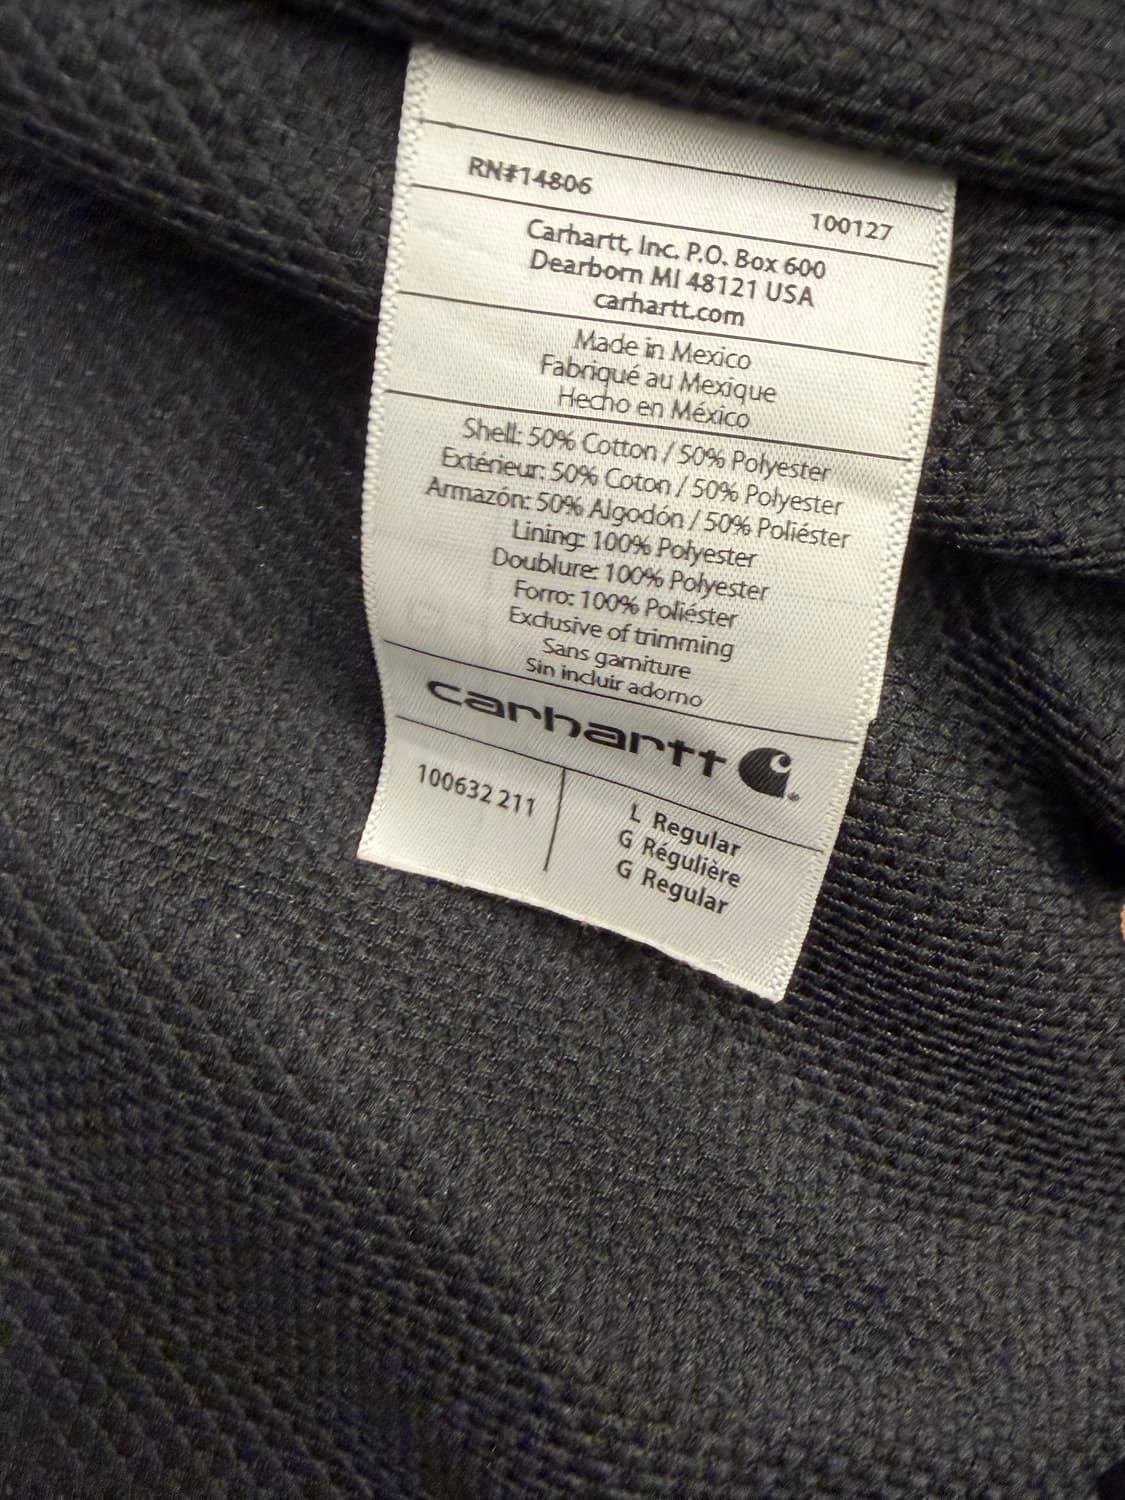 RN#14806
100127
Carhartt, Inc. P.O. Box 600
Dearborn MI 48121 USA
carhartt.com
Made in Mexico
Fabriqué au Mexique
Hecho en México
Shell: 50% Cotton / 50% Polyester
Extérieur: 50% Coton / 50% Polyester
Armazón: 50% Algodón / 50% Poliéster
Lining: 100% Polyester
Doublure: 100% Polyester
Forro: 100% Poliéster
Exclusive of trimming
Sans garniture
Sin incluir adorno
carhartt
100632 211
L Regular
G Régulière
G Regular